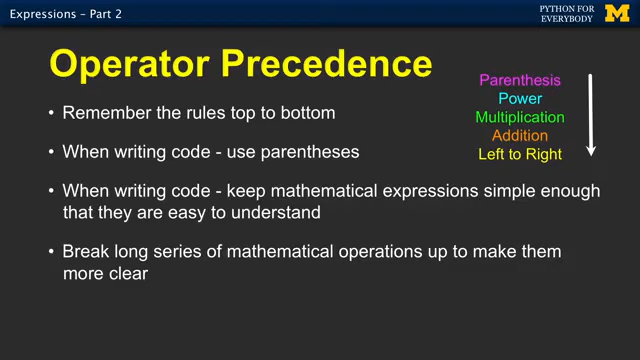 Expressions – Part 2
PYTHON FOR
EVERYBODY
M
Operator Precedence
Parenthesis
Power
Multiplication
Addition
Left to Right
• Remember the rules top to bottom
• When writing code - use parentheses
• When writing code - keep mathematical expressions simple enough
that they are easy to understand
• Break long series of mathematical operations up to make them
more clear